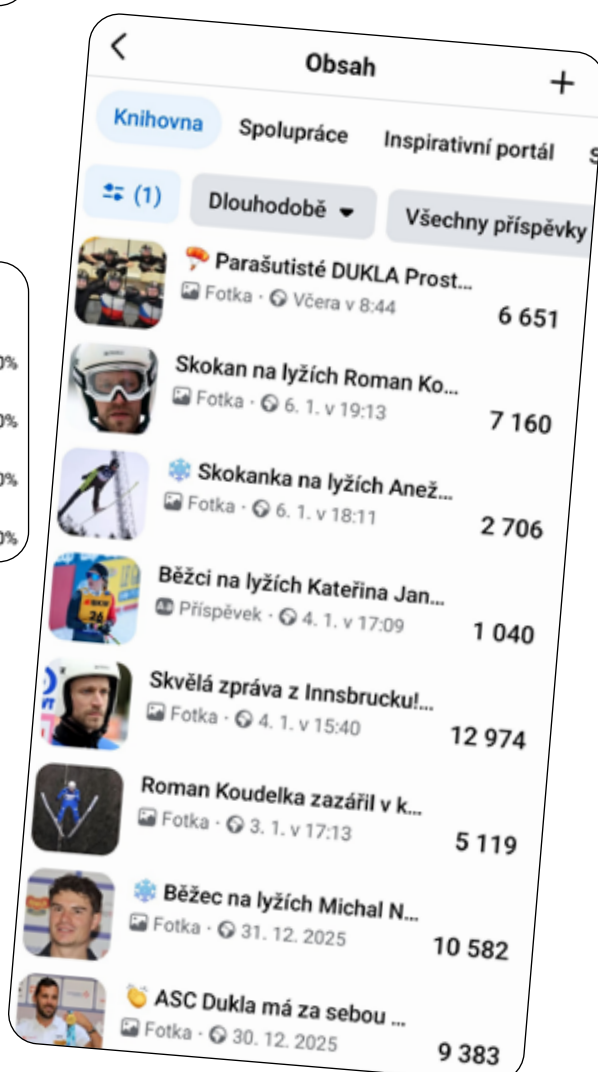 Obsah
Knihovna Spolupráce Inspirativní portál S
(1) Dlouhodobě Všechny příspěvky
Parašutisté DUKLA Prost...
Fotka · Včera v 8:44
6 651
Skokan na lyžích Roman Ko...
Fotka · 6. 1. v 19:13
7 160
Skokanka na lyžích Anež...
Fotka · 6. 1. v 18:11
2 706
Běžci na lyžích Kateřina Jan...
Příspěvek · 4. 1. v 17:09
1 040
Skvělá zpráva z Innsbrucku!...
Fotka · 4. 1. v 15:40
12 974
Roman Koudelka zazářil v k...
Fotka · 3. 1. v 17:13
5 119
Běžec na lyžích Michal N...
Fotka · 31. 12. 2025
10 582
ASC Dukla má za sebou ...
Fotka · 30. 12. 2025
9 383
0%
0%
0%
0%